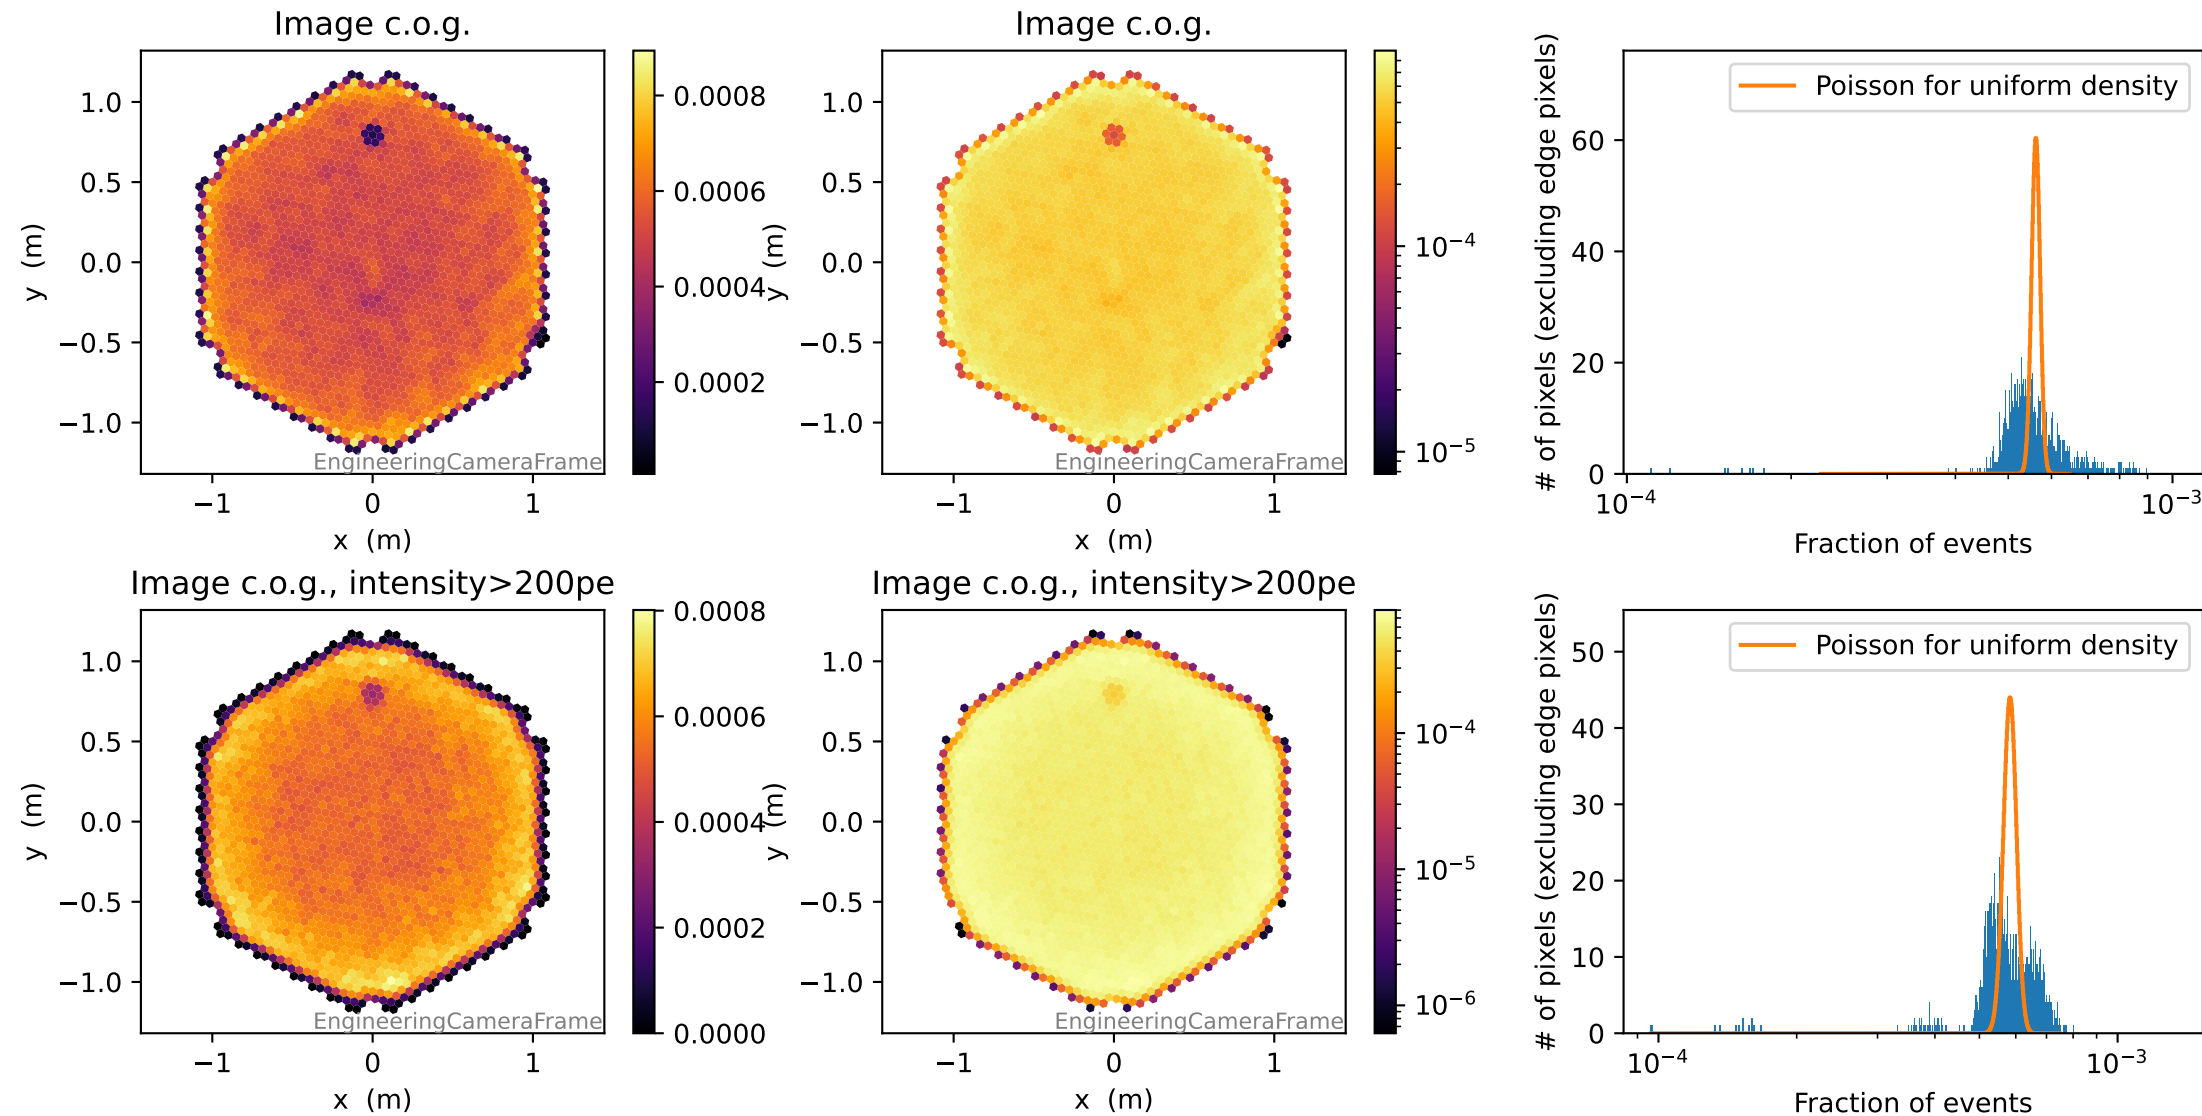 Image c.o.g.
1.0
0.5
0.0
−0.5
−1.0
y (m)
−1
0
1
x (m)
EngineeringCameraFrame
0.0008
0.0006
0.0004
0.0002
Image c.o.g.
1.0
0.5
0.0
−0.5
−1.0
y (m)
−1
0
1
x (m)
EngineeringCameraFrame
10⁻⁴
10⁻⁵
# of pixels (excluding edge pixels)
60
40
20
0
Poisson for uniform density
10⁻⁴
10⁻³
Fraction of events
Image c.o.g., intensity>200pe
1.0
0.5
0.0
−0.5
−1.0
y (m)
−1
0
1
x (m)
EngineeringCameraFrame
0.0008
0.0006
0.0004
0.0002
0.0000
Image c.o.g., intensity>200pe
1.0
0.5
0.0
−0.5
−1.0
y (m)
−1
0
1
x (m)
EngineeringCameraFrame
10⁻⁴
10⁻⁵
10⁻⁶
# of pixels (excluding edge pixels)
50
40
30
20
10
0
Poisson for uniform density
10⁻⁴
10⁻³
Fraction of events